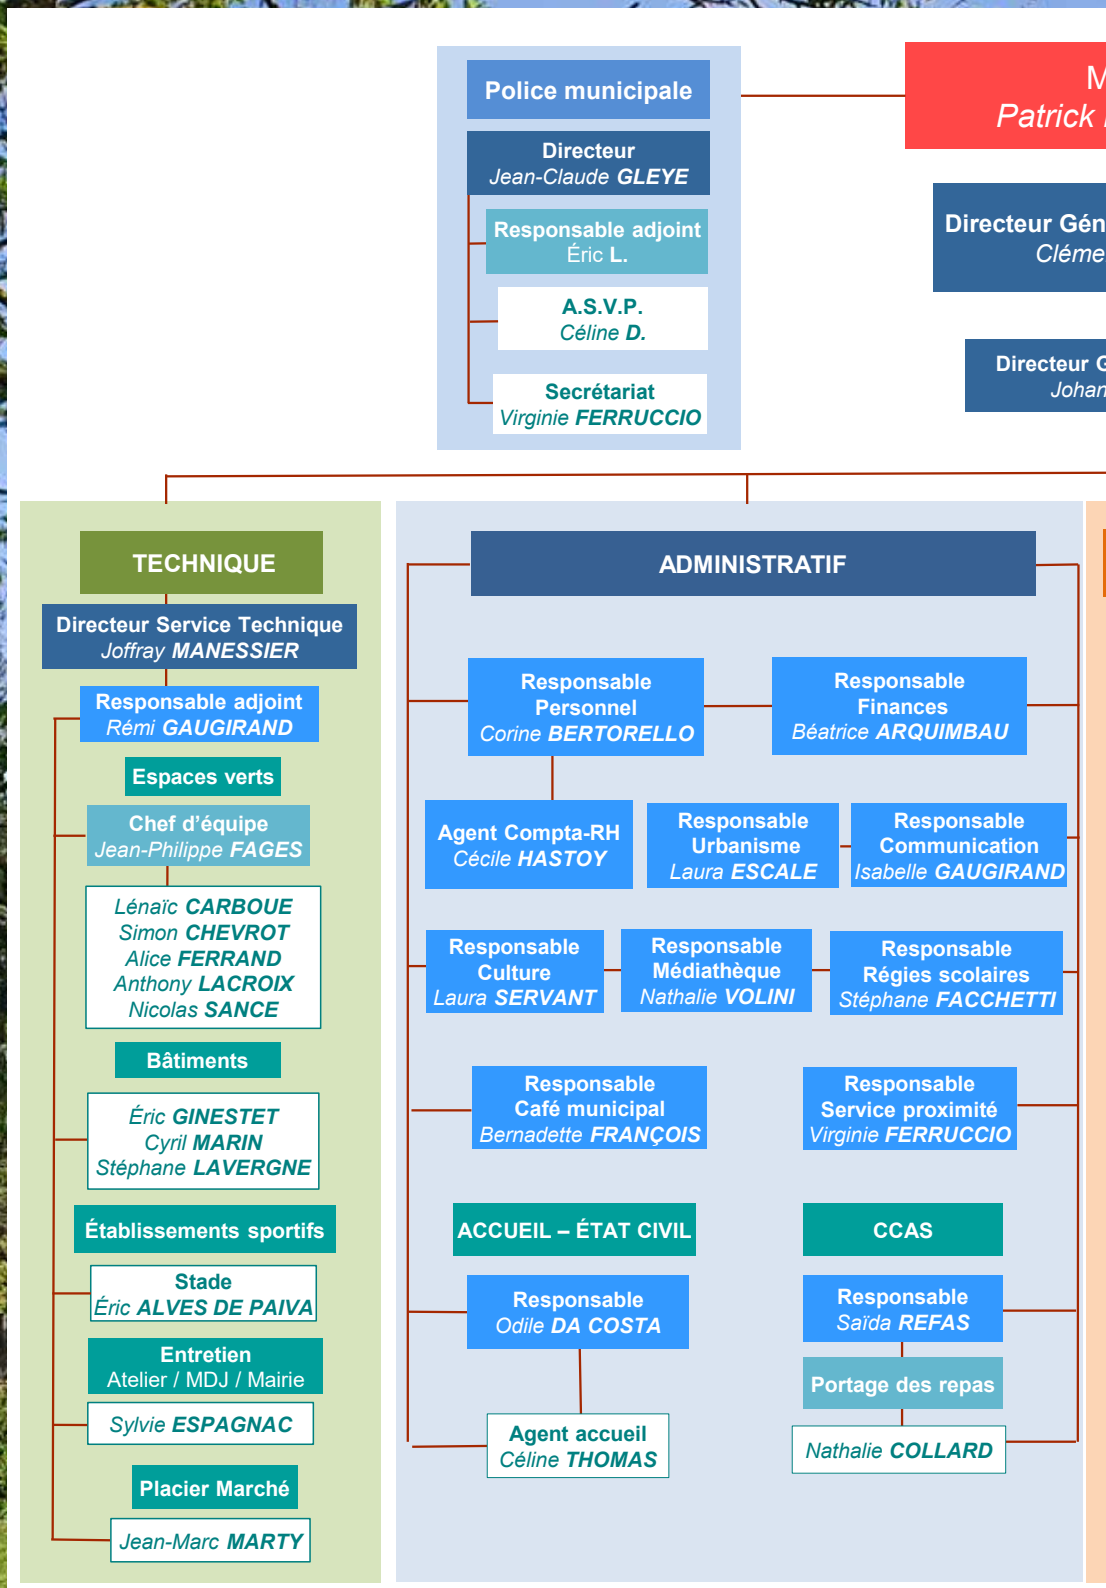 Police municipale
Directeur
Jean-Claude GLEYE
Responsable adjoint
Éric L.
A.S.V.P.
Céline D.
Secrétariat
Virginie FERRUCCIO
Patrick
Directeur
Directeur
TECHNIQUE
Directeur Service Technique
Joffray MANESSIER
Responsable adjoint
Rémi GAUGIRAND
Espaces verts
Chef d'équipe
Jean-Philippe FAGES
Lénaïc CARBOUE
Simon CHEVROT
Alice FERRAND
Anthony LACROIX
Nicolas SANCE
Bâtiments
Éric GINESTET
Cyril MARIN
Stéphane LAVERGNE
Établissements sportifs
Stade
Éric ALVES DE PAIVA
Entretien
Atelier / MDJ / Mairie
Sylvie ESPAGNAC
Placier Marché
Jean-Marc MARTY
ADMINISTRATIF
Responsable
Personnel
Corine BERTORELLO
Responsable
Finances
Béatrice ARQUIMBAU
Agent Compta-RH
Cécile HASTOY
Responsable
Urbanisme
Laura ESCALE
Responsable
Communication
Isabelle GAUGIRAND
Responsable
Culture
Laura SERVANT
Responsable
Médiathèque
Nathalie VOLINI
Responsable
Régies scolaires
Stéphane FACCHETTI
Responsable
Café municipal
Bernadette FRANÇOIS
Responsable
Service proximité
Virginie FERRUCCIO
ACCUEIL – ÉTAT CIVIL
Responsable
Odile DA COSTA
Agent accueil
Céline THOMAS
CCAS
Responsable
Saïda REFAS
Portage des repas
Nathalie COLLARD